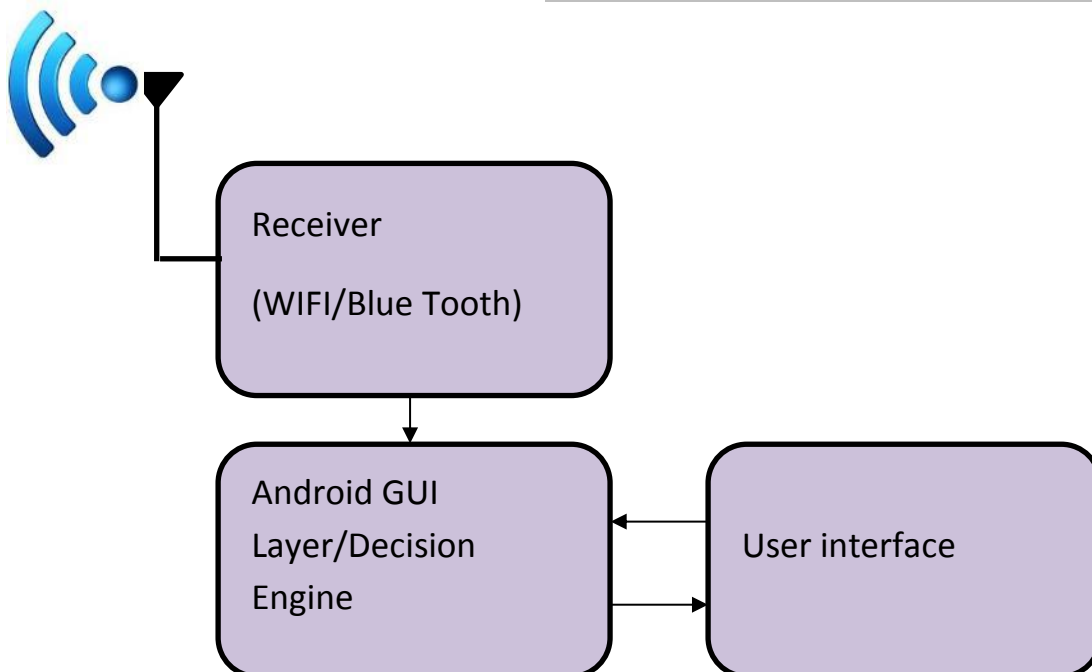 Receiver
(WIFI/Blue Tooth)
Android GUI
Layer/Decision
Engine
User interface